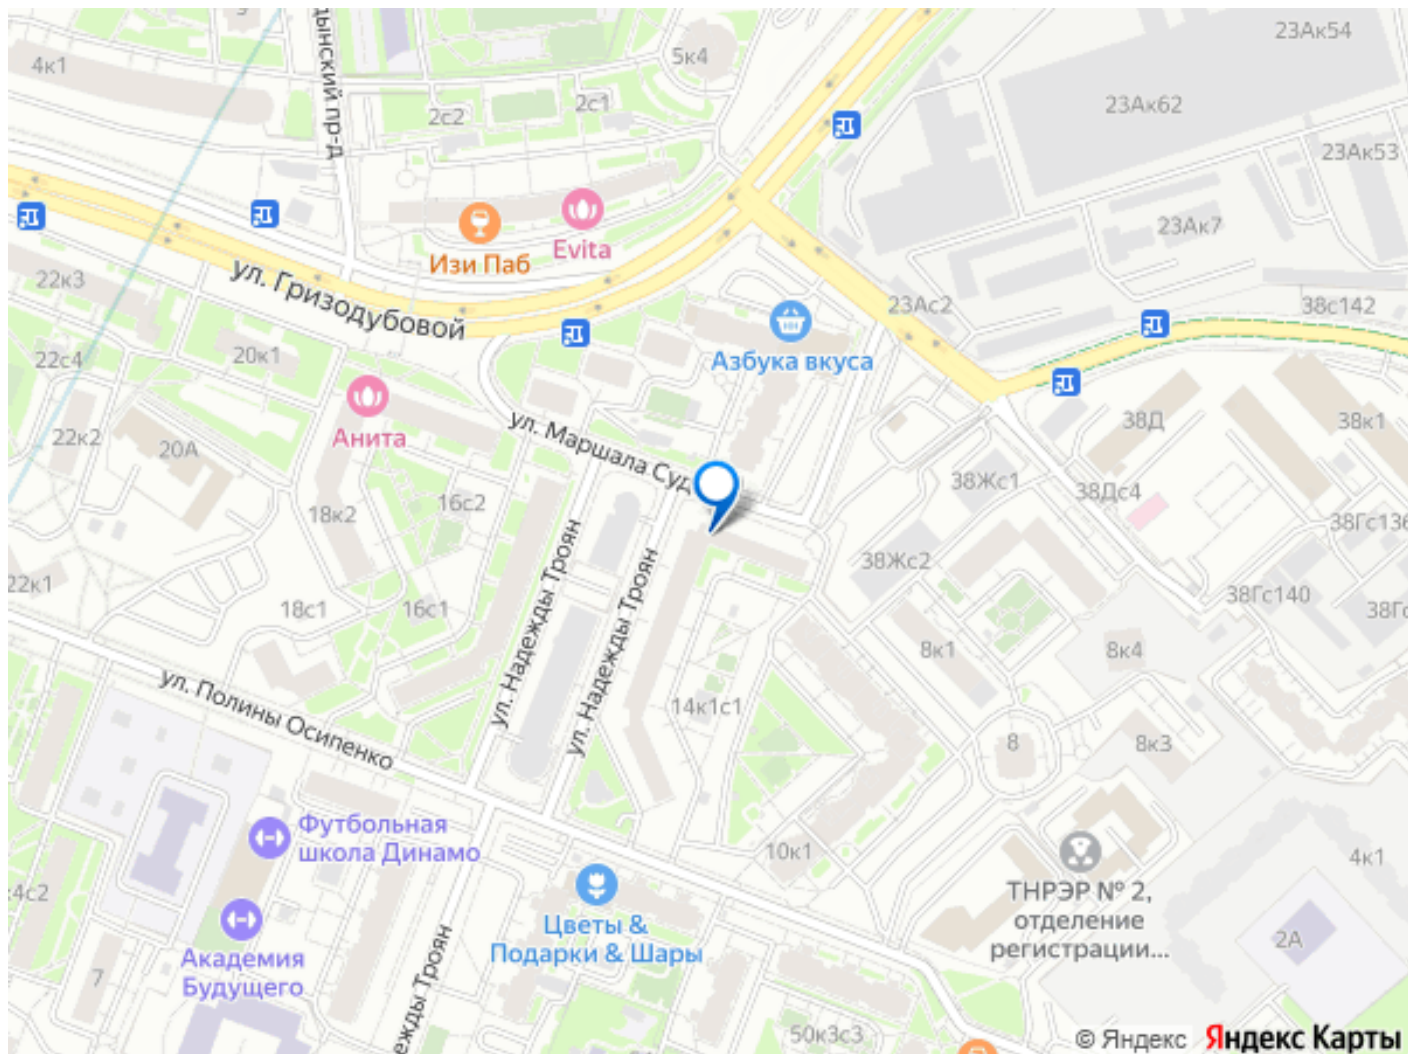 23Ак54
4к1
5к4
2с1
2с2
23Ак62
23Ак53
Evita
Изи Паб
23Ак7
22к3
ул. Гризодубовой
23Ас2
38с142
22с4
20к1
Азбука вкуса
Анита
ул. Маршала Суд
22к2
20А
38Д
38к1
38Жс1
38Дс4
16с2
18к2
38Гс136
38Жс2
22к1
18с1
16с1
ул. Надежды Троян
ул. Надежды Троян
38Гс140
8к1
8к4
ул. Полины Осипенко
14к1с1
8
8к3
Футбольная
школа Динамо
10к1
4к1
4с2
ТНРЭР № 2,
отделение
регистрации...
Цветы &
Подарки & Шары
2А
Академия
Будущего
7
50к3с3
© Яндекс Яндекс Карты